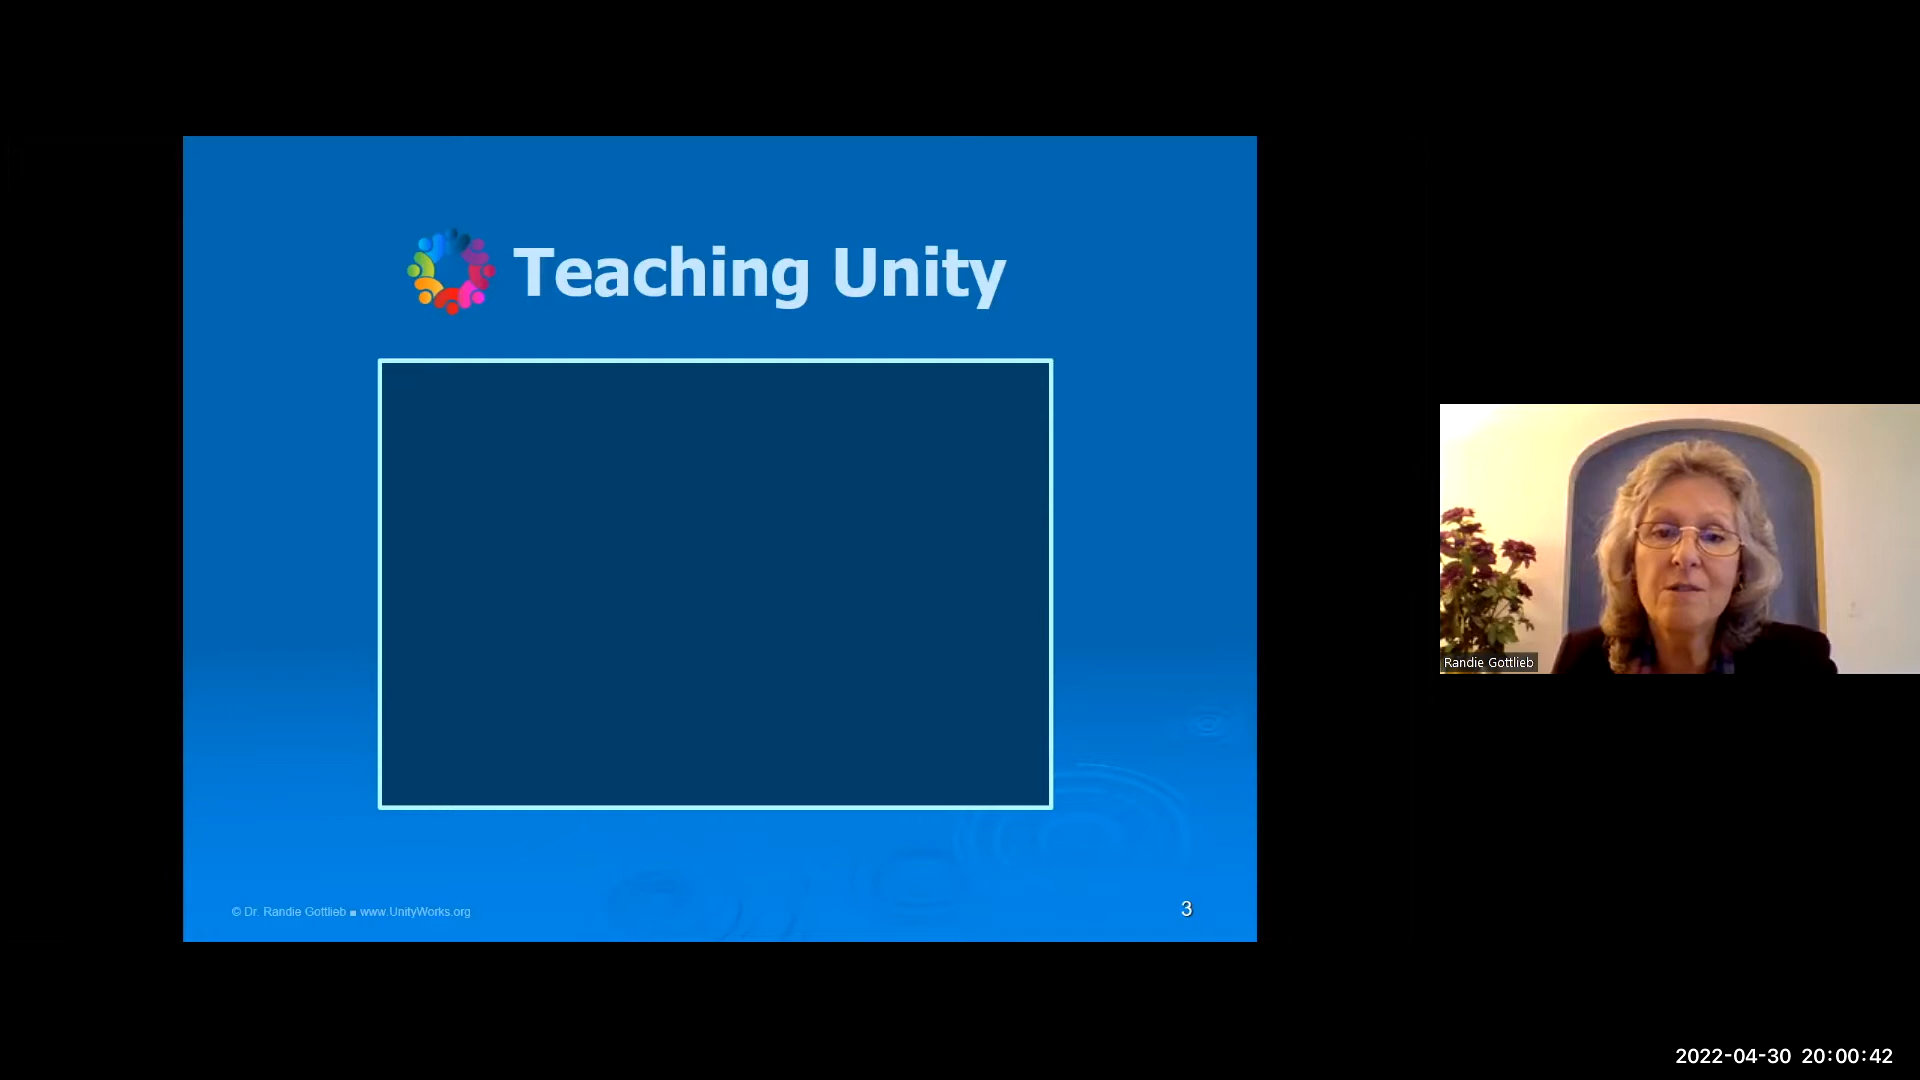 Teaching Unity
© Dr. Randie Gottlieb ■ www.UnityWorks.org
3
Randie Gottlieb
2022-04-30 20:00:42